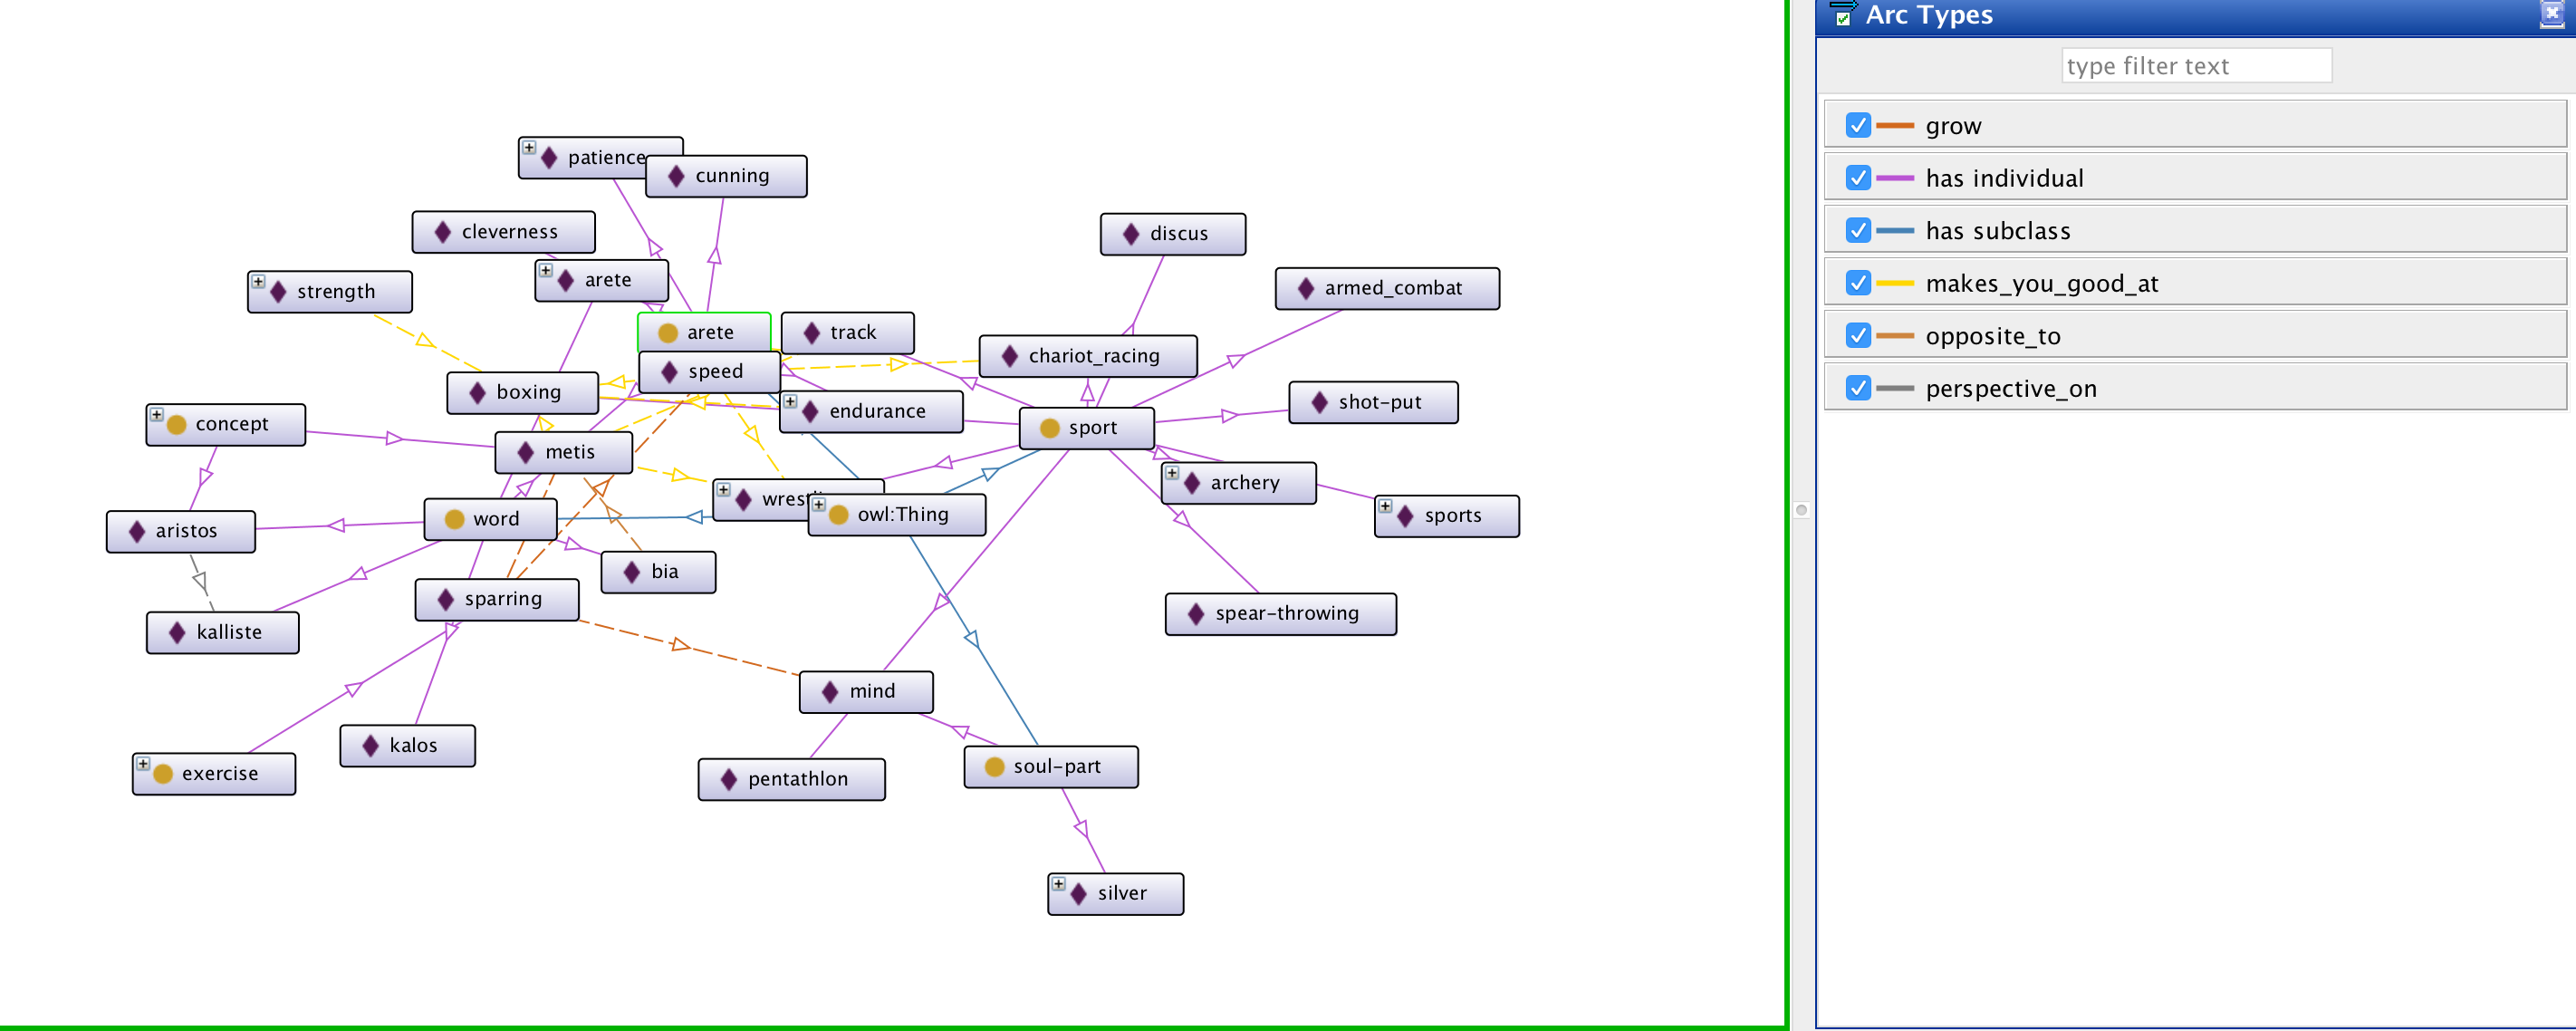 patience
cunning
cleverness
discus
arete
strength
armed_combat
arete
track
chariot_racing
speed
boxing
endurance
shot-put
concept
sport
metis
archery
owl:Thing
sports
word
aristos
bia
sparring
spear-throwing
kalliste
mind
kalos
soul-part
exercise
pentathlon
silver
Arc Types
type filter text
grow
has individual
has subclass
makes_you_good_at
opposite_to
perspective_on